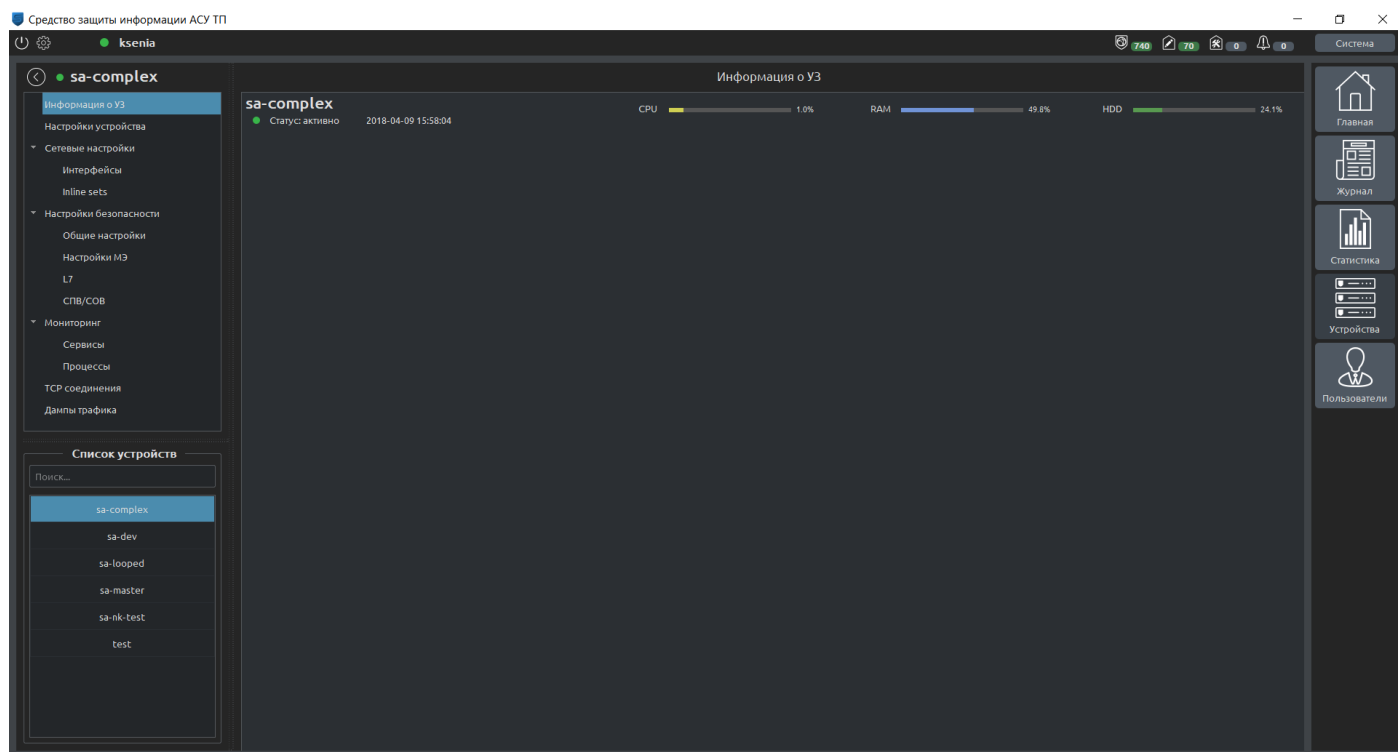 Средство защиты информации АСУ ТП
ksenia
740 70 0 0
Система
sa-complex
Информация о УЗ
Настройки устройства
Сетевые настройки
Интерфейсы
Inline sets
Настройки безопасности
Общие настройки
Настройки МЭ
L7
СПВ/СОВ
Мониторинг
Сервисы
Процессы
TCP соединения
Дампы трафика
Список устройств
Поиск...
sa-complex
sa-dev
sa-looped
sa-master
sa-nk-test
test
Информация о УЗ
sa-complex
Статус: активно 2018-04-09 15:58:04
CPU 1.0% RAM 49.8% HDD 24.1%
Главная
Журнал
Статистика
Устройства
Пользователи